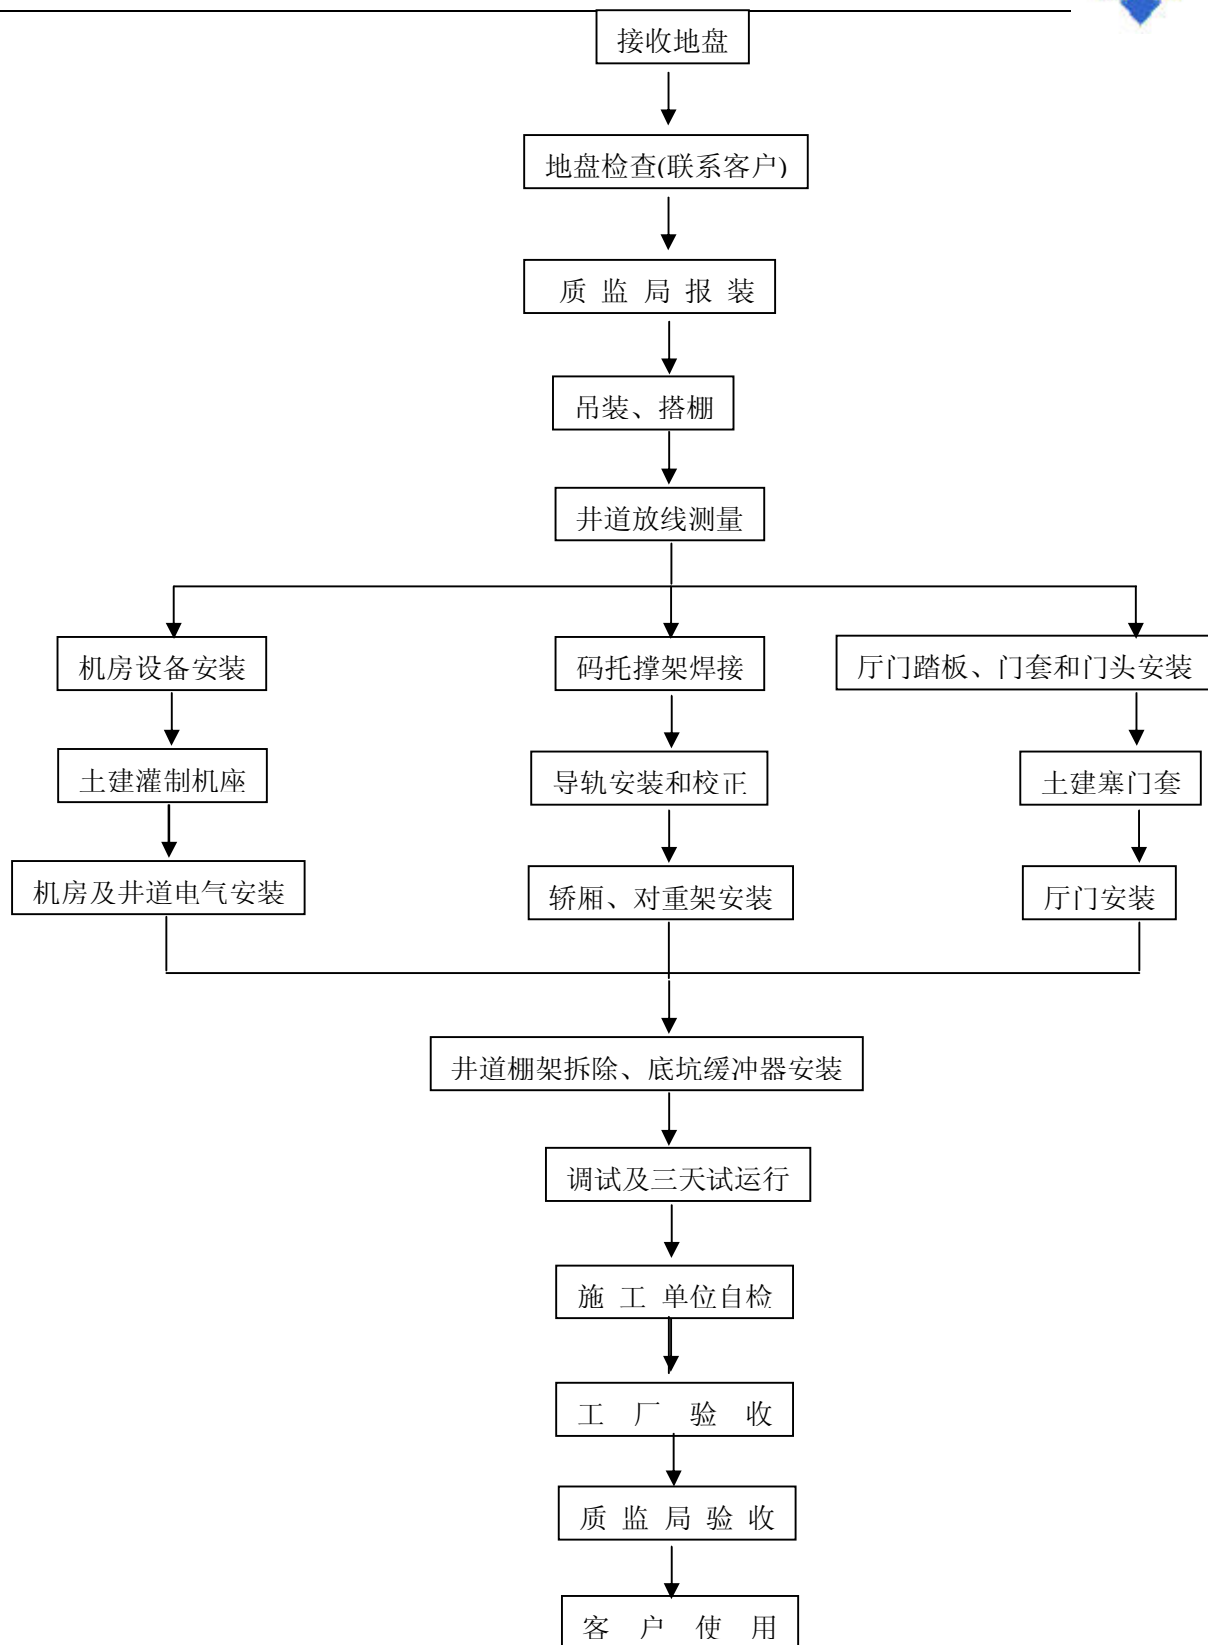 接收地盘
地盘检查(联系客户)
质 监 局 报 装
吊装、搭棚
井道放线测量
机房设备安装
码托撑架焊接
厅门踏板、门套和门头安装
土建灌制机座
导轨安装和校正
土建塞门套
机房及井道电气安装
轿厢、对重架安装
厅门安装
井道棚架拆除、底坑缓冲器安装
调试及三天试运行
施 工 单位自检
工 厂 验 收
质 监 局 验 收
客 户 使 用